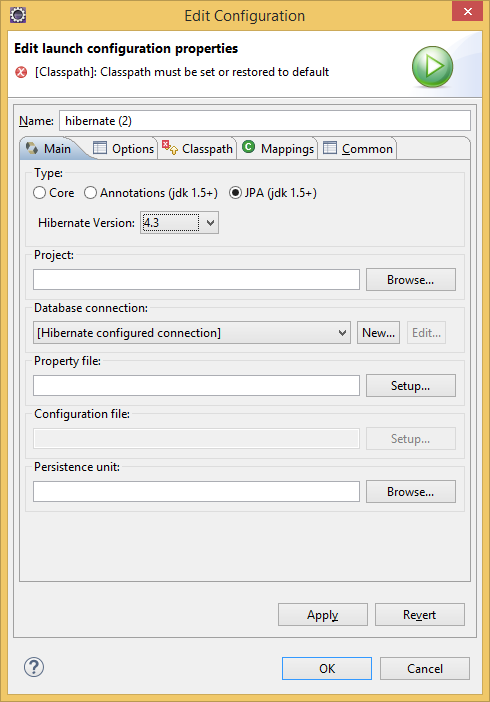 Edit Configuration
Edit launch configuration properties
[Classpath]: Classpath must be set or restored to default
Name: hibernate (2)
Main Options Classpath Mappings Common
Type:
Core Annotations (jdk 1.5+) JPA (jdk 1.5+)
Hibernate Version: 4.3
Project:
Browse...
Database connection:
[Hibernate configured connection] New... Edit...
Property file:
Setup...
Configuration file:
Setup...
Persistence unit:
Browse...
Apply Revert
OK Cancel